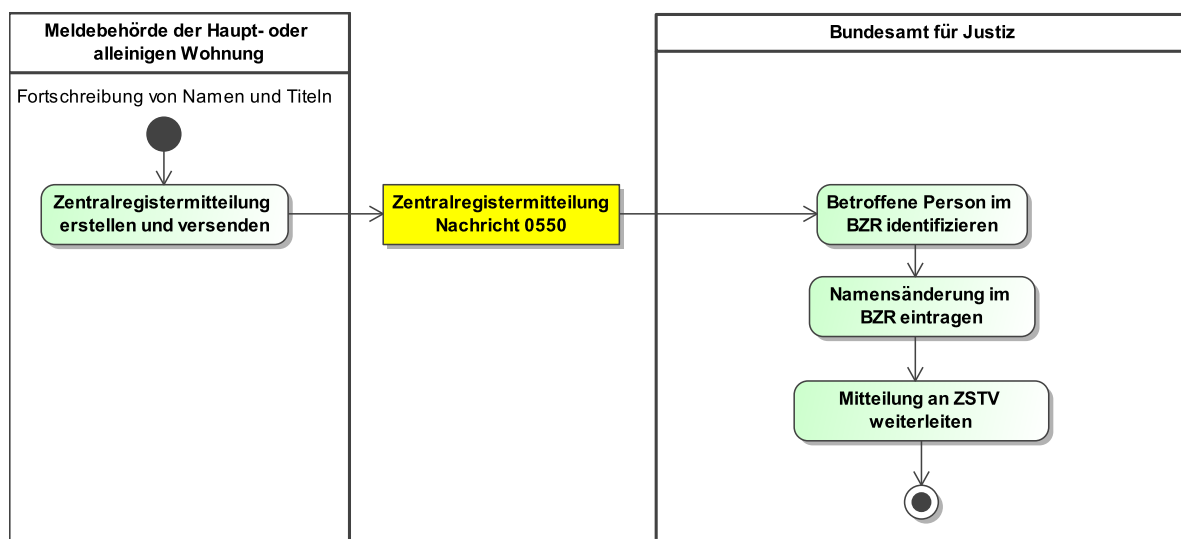 Meldebehörde der Haupt- oder
alleinigen Wohnung
Bundesamt für Justiz
Fortschreibung von Namen und Titeln
Zentralregistermitteilung
erstellen und versenden
Zentralregistermitteilung
Nachricht 0550
Betroffene Person im
BZR identifizieren
Namensänderung im
BZR eintragen
Mitteilung an ZSTV
weiterleiten